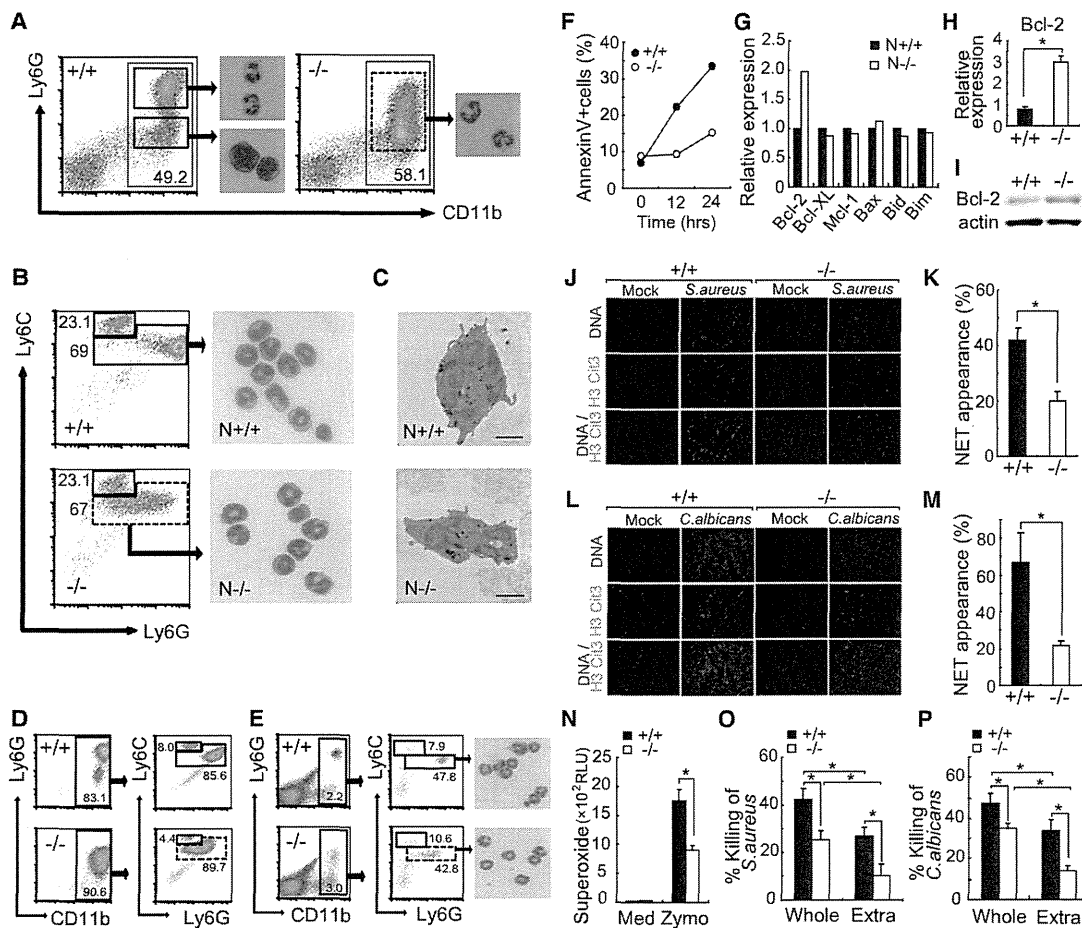 A
Ly6G
+/+
49.2
-/-
58.1
CD11b
B
Ly6C
23.1
69
+/+
N+/+
23.1
67
-/-
N-/-
Ly6G
C
N+/+
N-/-
D
Ly6G
+/+
83.1
-/-
90.6
CD11b
Ly6C
8.0
85.6
4.4
89.7
Ly6G
E
Ly6G
+/+
2.2
-/-
3.0
CD11b
Ly6C
7.9
47.8
10.6
42.8
Ly6G
F
AnnexinV+cells (%)
+/+
-/-
40
30
20
10
0
0 12 24
Time (hrs)
G
Relative expression
N+/+
N-/-
2.5
2.0
1.5
1.0
0.5
0
Bcl-2
Bcl-XL
Mcl-1
Bax
Bid
Bim
H
Bcl-2
Relative
expression
4
3
2
1
0
*
+/+ -/-
I
+/+ -/-
Bcl-2
actin
J
+/+ -/-
Mock S.aureus Mock S.aureus
DNA
H3 Cit3
DNA /
H3 Cit3
K
NET appearance (%)
60
40
20
0
*
+/+ -/-
L
+/+ -/-
Mock C.albicans Mock C.albicans
DNA
H3 Cit3
DNA /
H3 Cit3
M
NET appearance (%)
80
60
40
20
0
*
+/+ -/-
N
+/+
-/-
Superoxide (×10²RLU)
25
20
15
10
5
0
*
Med Zymo
O
+/+
-/-
% Killing of
S.aureus
60
40
20
0
* * * *
Whole Extra
P
+/+
-/-
% Killing of
C.albicans
60
40
20
0
* * * *
Whole Extra